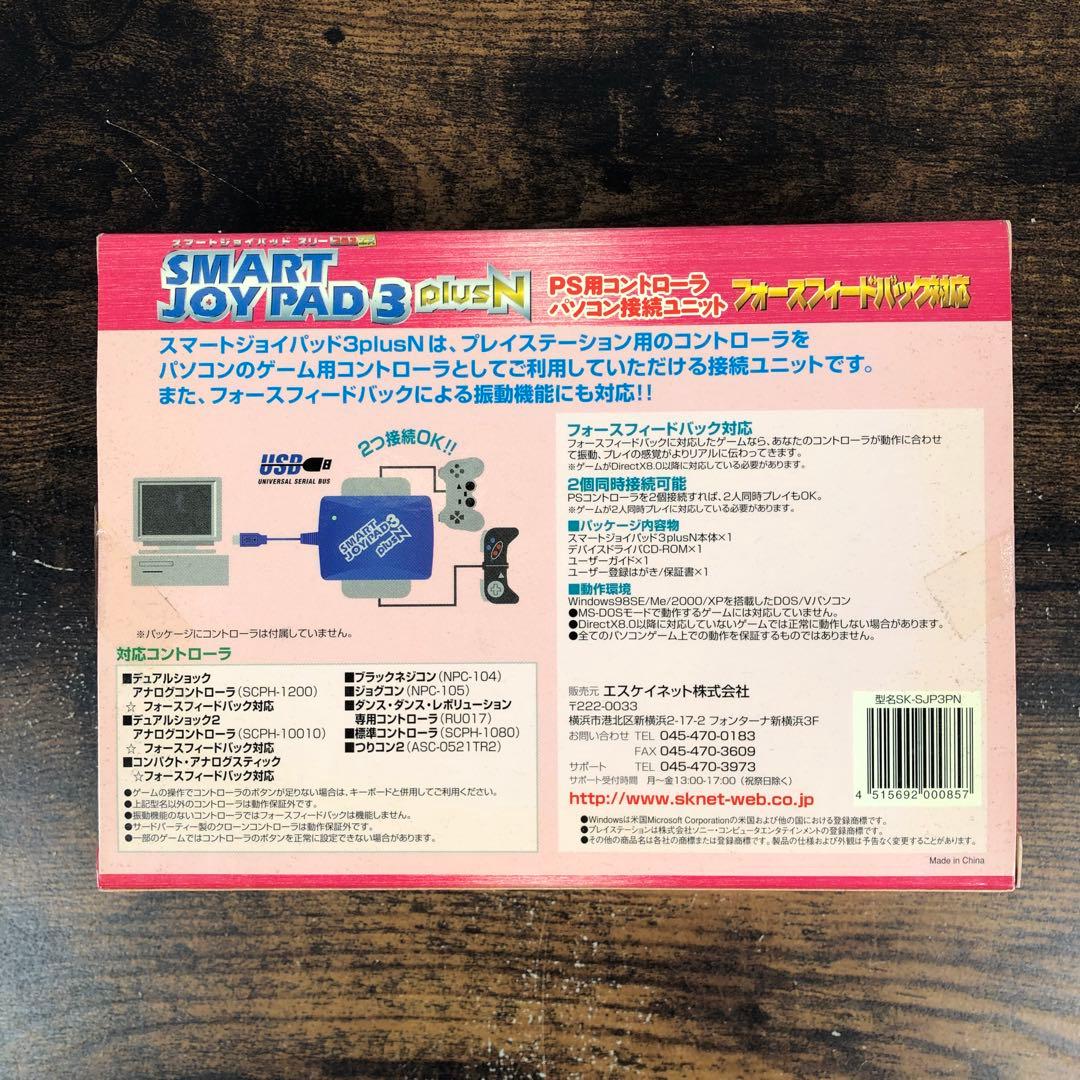 スマートジョイパッド スリー
SMART
JOY PAD 3 plusN
PS用コントローラ
パソコン接続ユニット
フォースフィードバック対応
スマートジョイパッド3plusNは、プレイステーション用のコントローラを
パソコンのゲーム用コントローラとしてご利用していただける接続ユニットです。
また、フォースフィードバックによる振動機能にも対応!!
2つ接続OK!!
USB
UNIVERSAL SERIAL BUS
SMART
JOY PAD 3
plusN
※パッケージにコントローラは付属していません。
対応コントローラ
■デュアルショック
アナログコントローラ(SCPH-1200)
☆ フォースフィードバック対応
■デュアルショック2
アナログコントローラ(SCPH-10010)
☆ フォースフィードバック対応
■コンパクト・アナログスティック
☆フォースフィードバック対応
■ブラックネジコン(NPC-104)
■ジョグコン(NPC-105)
■ダンス・ダンス・レボリューション
専用コントローラ(RU017)
■標準コントローラ(SCPH-1080)
■つりコン2(ASC-0521TR2)
●ゲームの操作でコントローラのボタンが足りない場合は、キーボードと併用してご利用ください。
●上記型名以外のコントローラは動作保証外です。
●振動機能のないコントローラではフォースフィードバックは機能しません。
●サードパーティー製のクローンコントローラは動作保証外です。
●一部のゲームではコントローラのボタンを正常に設定できない場合があります。
フォースフィードバック対応
フォースフィードバックに対応したゲームなら、あなたのコントローラが動作に合わせ
て振動、プレイの感覚がよりリアルに伝わってきます。
※ゲームがDirectX8.0以降に対応している必要があります。
2個同時接続可能
PSコントローラを2個接続すれば、2人同時プレイもOK。
※ゲームが2人同時プレイに対応している必要があります。
■パッケージ内容物
スマートジョイパッド3plusN本体×1
デバイスドライバCD-ROM×1
ユーザーガイド×1
ユーザー登録はがき/保証書×1
■動作環境
Windows98SE/Me/2000/XPを搭載したDOS/Vパソコン
●MS-DOSモードで動作するゲームには対応していません。
●DirectX8.0以降に対応していないゲームでは正常に動作しない場合があります。
●全てのパソコンゲーム上での動作を保証するものではありません。
販売元 エスケイネット株式会社
〒222-0033
横浜市港北区新横浜2-17-2 フォンターナ新横浜3F
お問い合わせ TEL 045-470-0183
FAX 045-470-3609
サポート TEL 045-470-3973
サポート受付時間 月〜金13:00-17:00(祝祭日除く)
http://www.sknet-web.co.jp
型名SK-SJP3PN
4 515692 000857
●Windowsは米国Microsoft Corporationの米国および他の国における登録商標です。
●プレイステーションは株式会社ソニー・コンピュータエンタテインメントの登録商標です。
●その他の商品名は各社の商標または登録商標です。製品の仕様および外観は予告なく変更することがあります。
Made in China